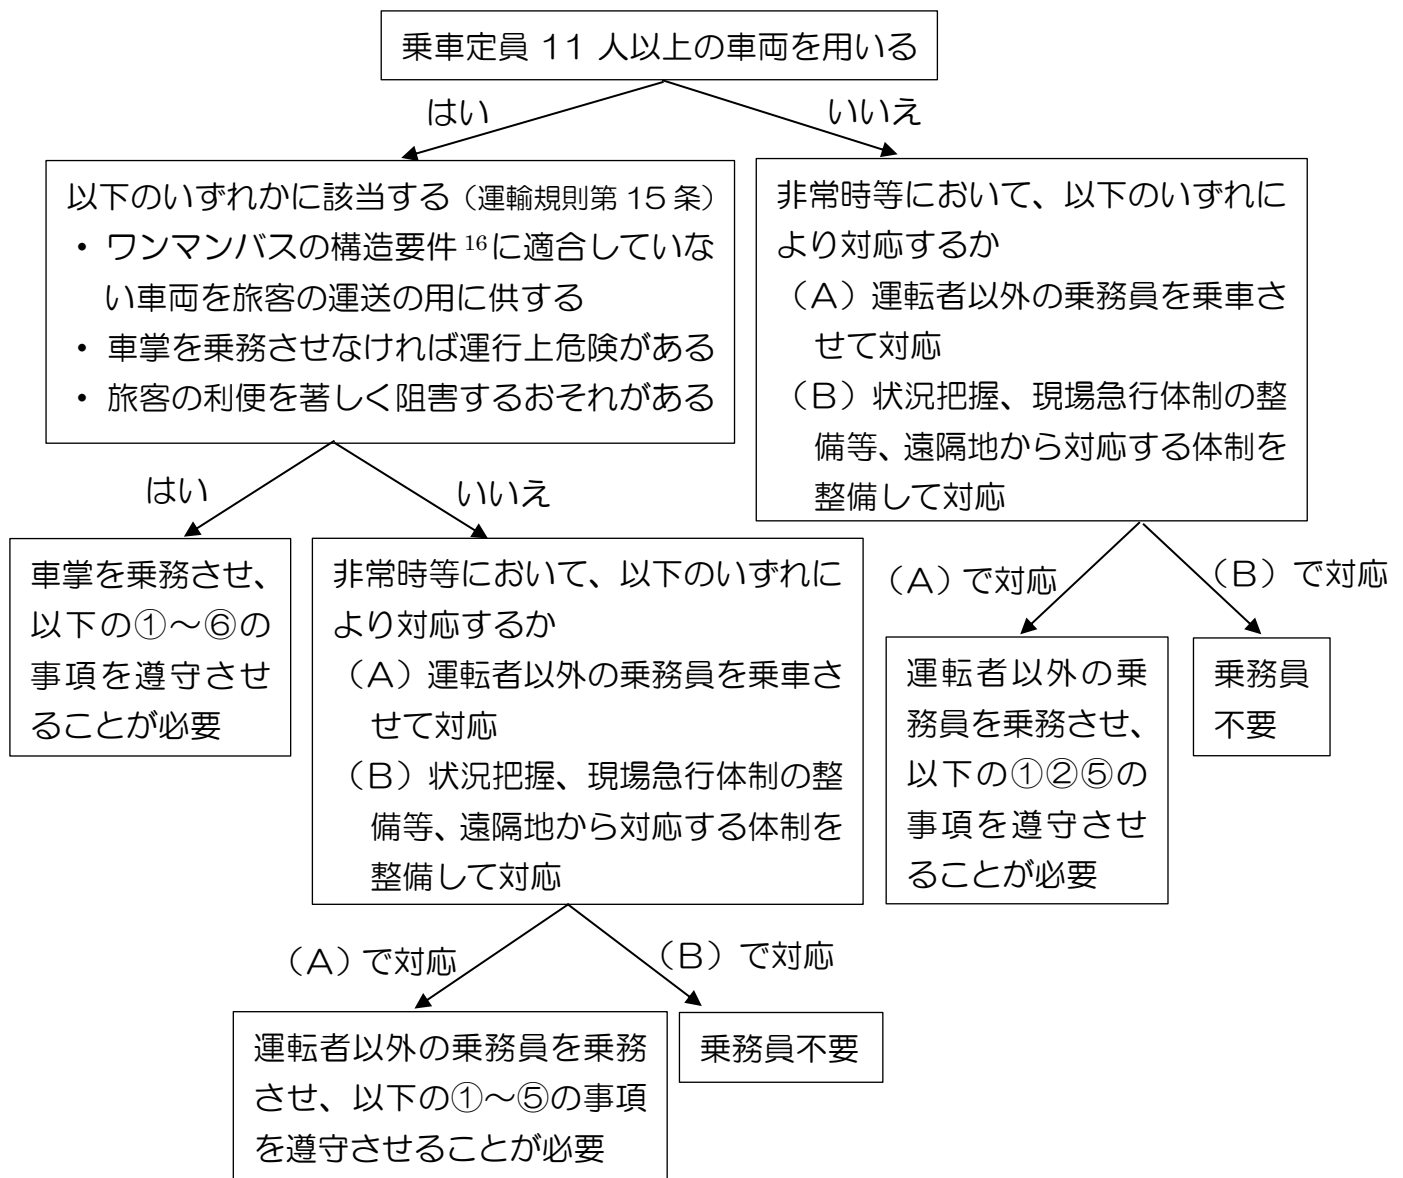 乗車定員 11 人以上の車両を用いる
はい
いいえ
以下のいずれかに該当する（運輸規則第 15 条）
・ ワンマンバスの構造要件16に適合していな
い車両を旅客の運送の用に供する
・ 車掌を乗務させなければ運行上危険がある
・ 旅客の利便を著しく阻害するおそれがある
非常時等において、以下のいずれに
より対応するか
（A）運転者以外の乗務員を乗車さ
せて対応
（B）状況把握、現場急行体制の整
備等、遠隔地から対応する体制を
整備して対応
はい
いいえ
車掌を乗務させ、
以下の①～⑥の
事項を遵守させ
ることが必要
非常時等において、以下のいずれに
より対応するか
（A）運転者以外の乗務員を乗車さ
せて対応
（B）状況把握、現場急行体制の整
備等、遠隔地から対応する体制を
整備して対応
（A）で対応
（B）で対応
運転者以外の乗
務員を乗務させ、
以下の①②⑤の
事項を遵守させ
ることが必要
乗務員
不要
（A）で対応
（B）で対応
運転者以外の乗務員を乗務
させ、以下の①～⑤の事項
を遵守させることが必要
乗務員不要